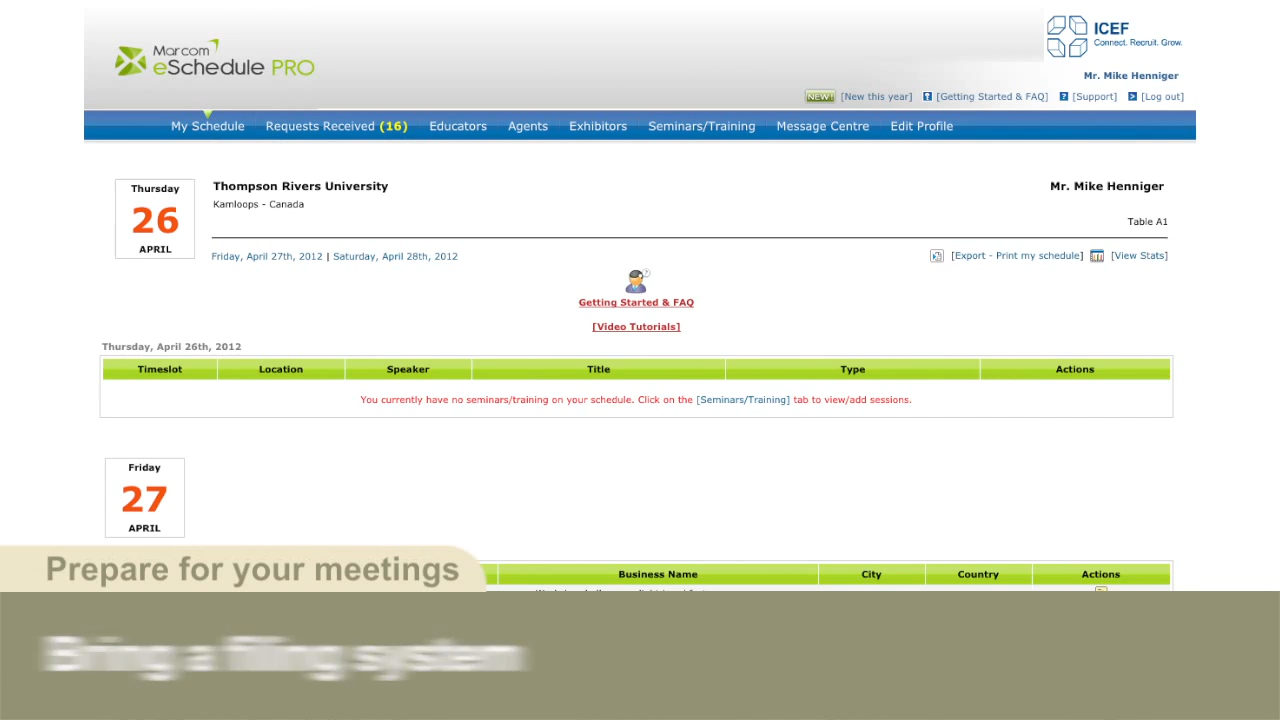 Marcom
eSchedule PRO
ICEF
Connect. Recruit. Grow.
Mr. Mike Henniger
NEW! [New this year] [Getting Started & FAQ] [Support] [Log out]
My Schedule Requests Received (16) Educators Agents Exhibitors Seminars/Training Message Centre Edit Profile
Thursday
26
APRIL
Thompson Rivers University
Kamloops - Canada
Mr. Mike Henniger
Table A1
Friday, April 27th, 2012 | Saturday, April 28th, 2012
[Export - Print my schedule] [View Stats]
Getting Started & FAQ
[Video Tutorials]
Thursday, April 26th, 2012
Timeslot Location Speaker Title Type Actions
You currently have no seminars/training on your schedule. Click on the [Seminars/Training] tab to view/add sessions.
Friday
27
APRIL
Business Name City Country Actions
Prepare for your meetings
Bring a filing system